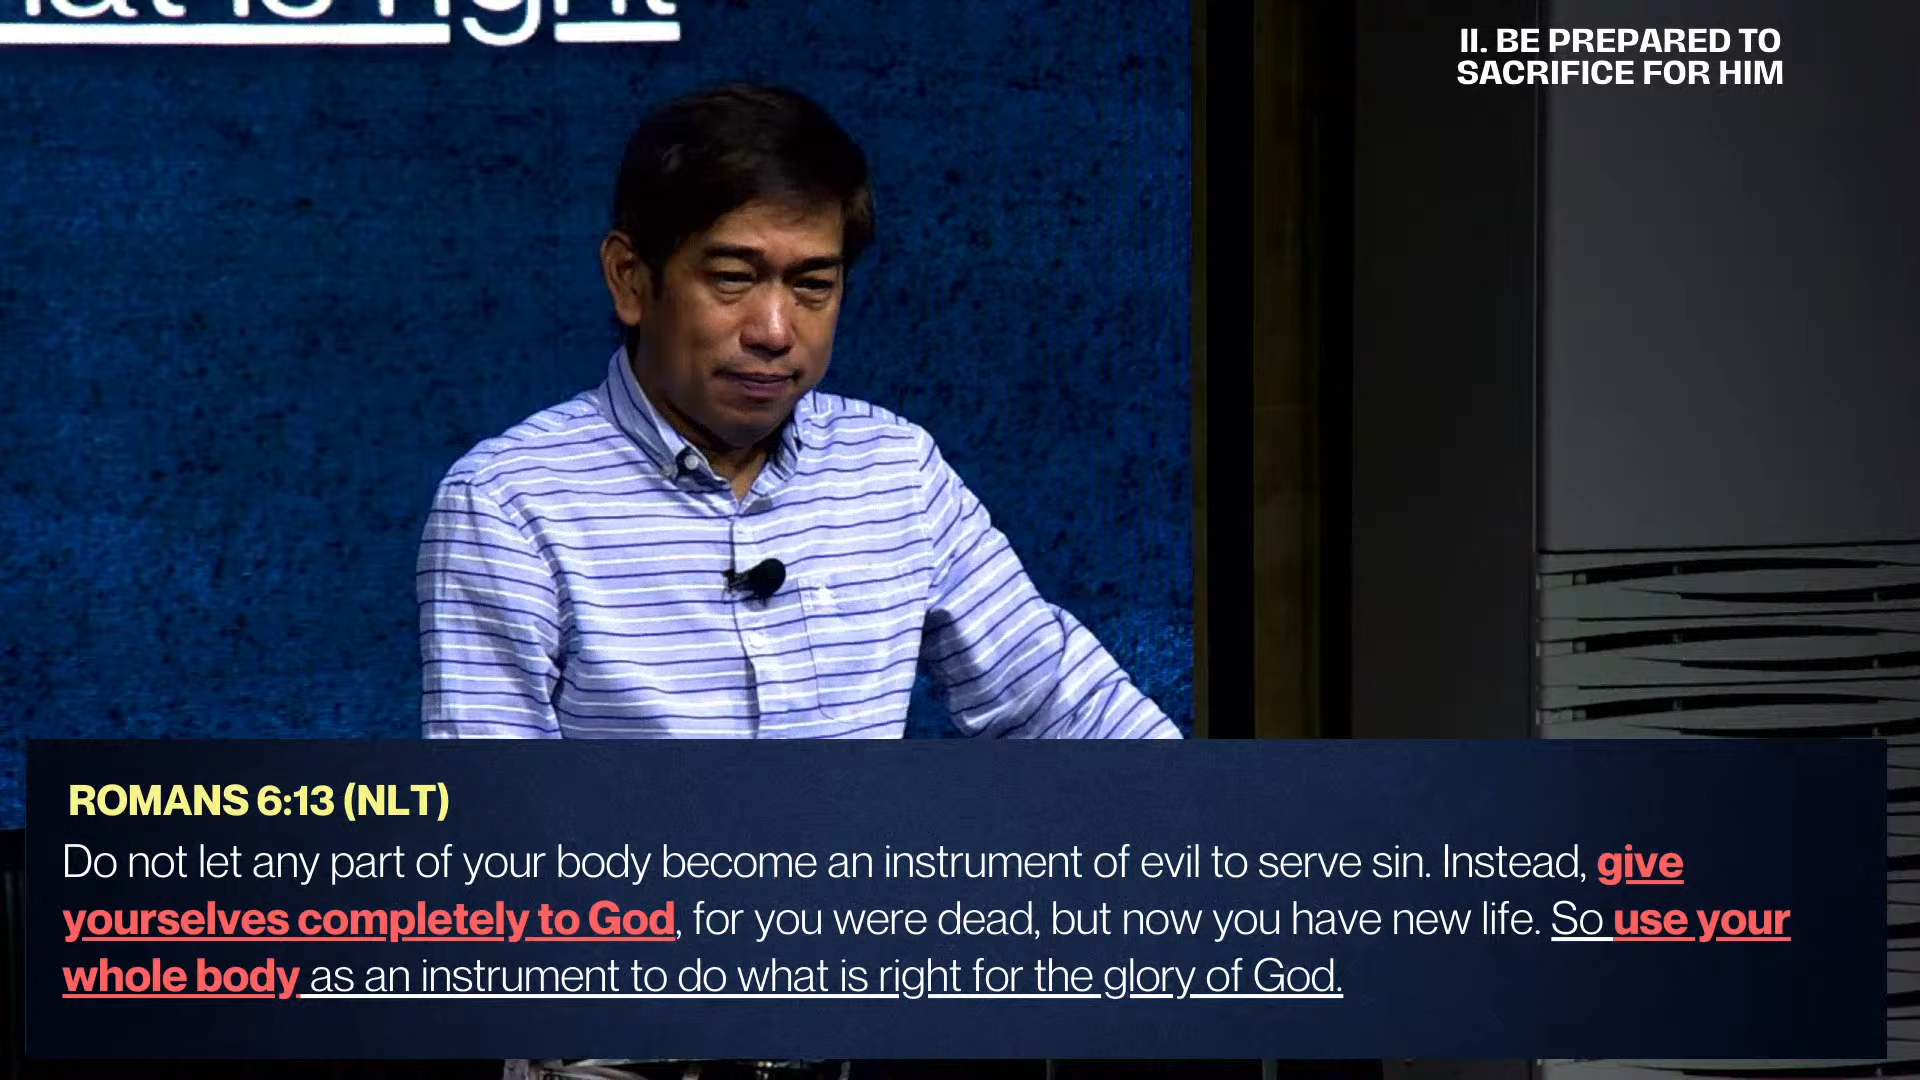 what is right
II. BE PREPARED TO
SACRIFICE FOR HIM
ROMANS 6:13 (NLT)
Do not let any part of your body become an instrument of evil to serve sin. Instead, give
yourselves completely to God, for you were dead, but now you have new life. So use your
whole body as an instrument to do what is right for the glory of God.